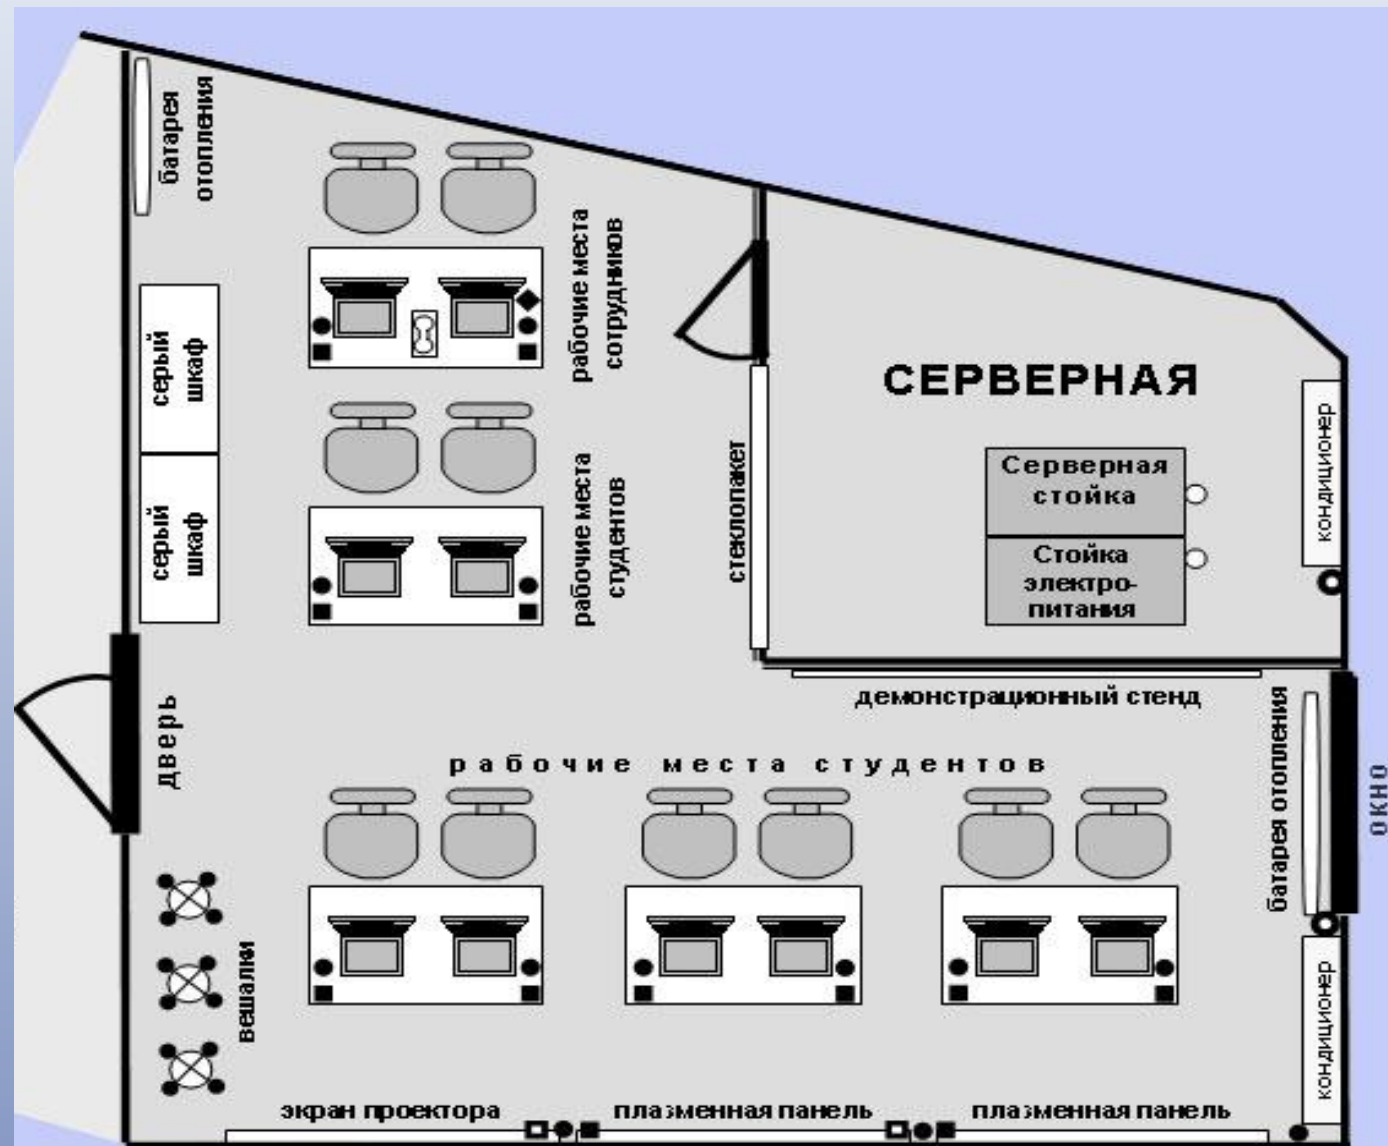 батарея
отопления
рабочие места
сотрудников
серый
шкаф
СЕРВЕРНАЯ
кондиционер
стеклопакет
Серверная
стойка
рабочие места
студентов
серый
шкаф
Стойка
электро-
питания
демонстрационный стенд
дверь
батарея отопления
окно
рабочие места студентов
вешалки
кондиционер
экран проектора
плазменная панель
плазменная панель